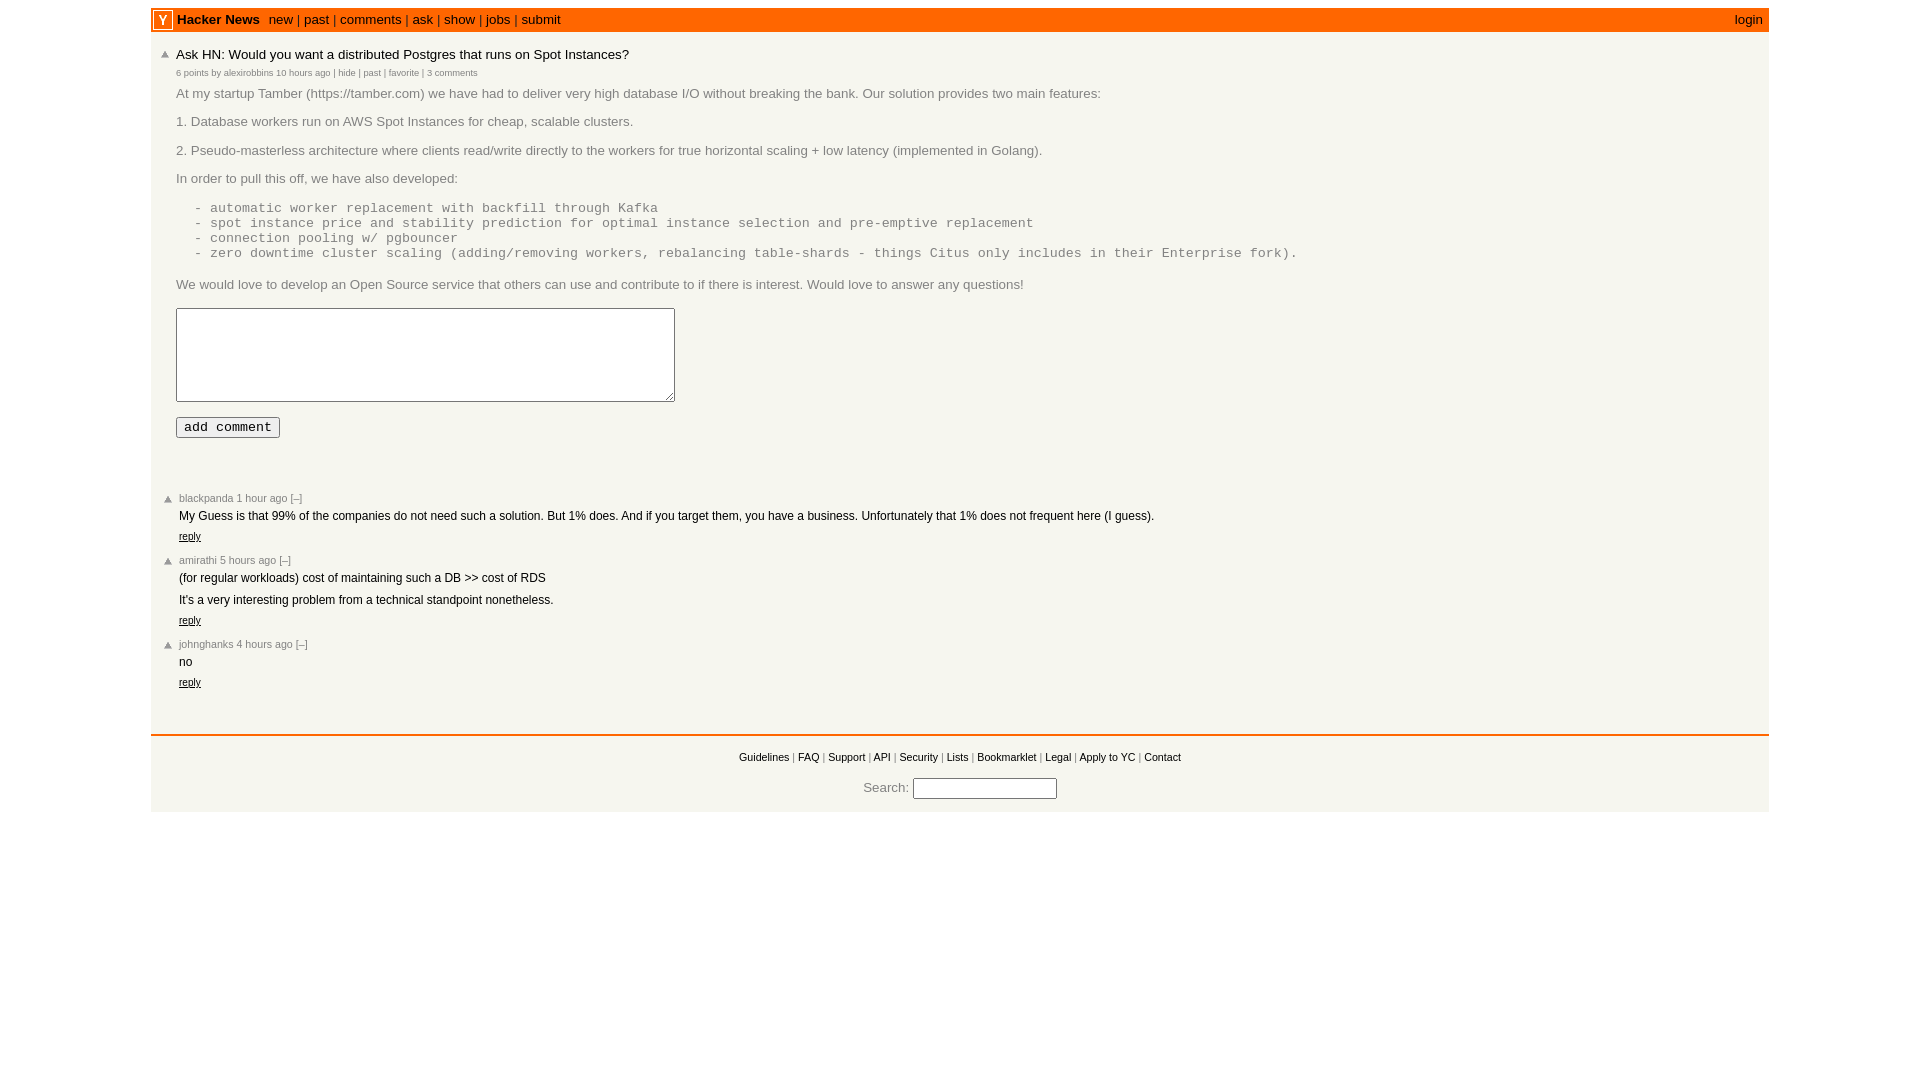 Y Hacker News new | past | comments | ask | show | jobs | submit login
Ask HN: Would you want a distributed Postgres that runs on Spot Instances?
6 points by alexirobbins 10 hours ago | hide | past | favorite | 3 comments
At my startup Tamber (https://tamber.com) we have had to deliver very high database I/O without breaking the bank. Our solution provides two main features:
1. Database workers run on AWS Spot Instances for cheap, scalable clusters.
2. Pseudo-masterless architecture where clients read/write directly to the workers for true horizontal scaling + low latency (implemented in Golang).
In order to pull this off, we have also developed:
- automatic worker replacement with backfill through Kafka
- spot instance price and stability prediction for optimal instance selection and pre-emptive replacement
- connection pooling w/ pgbouncer
- zero downtime cluster scaling (adding/removing workers, rebalancing table-shards - things Citus only includes in their Enterprise fork).
We would love to develop an Open Source service that others can use and contribute to if there is interest. Would love to answer any questions!
add comment
blackpanda 1 hour ago [–]
My Guess is that 99% of the companies do not need such a solution. But 1% does. And if you target them, you have a business. Unfortunately that 1% does not frequent here (I guess).
reply
amirathi 5 hours ago [–]
(for regular workloads) cost of maintaining such a DB >> cost of RDS
It's a very interesting problem from a technical standpoint nonetheless.
reply
johnghanks 4 hours ago [–]
no
reply
Guidelines | FAQ | Support | API | Security | Lists | Bookmarklet | Legal | Apply to YC | Contact
Search: